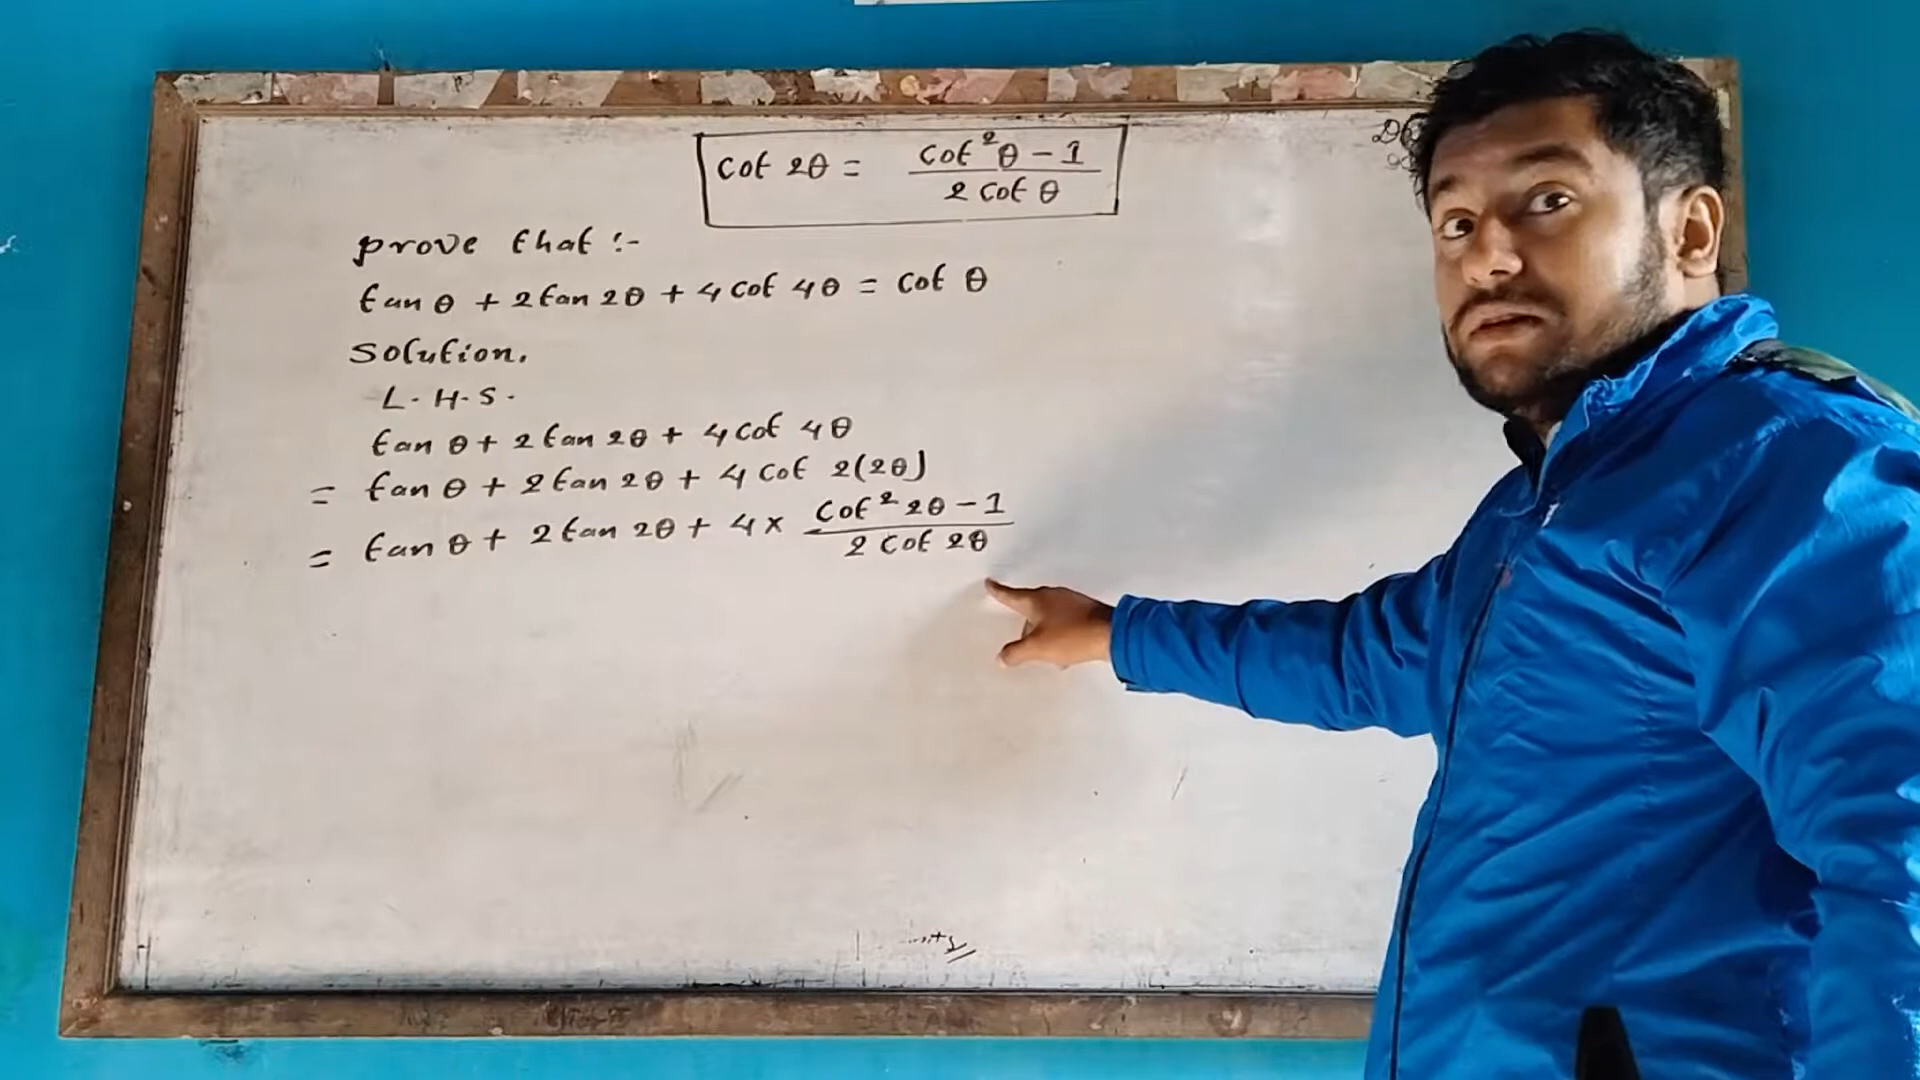 cot 2θ = (cot²θ - 1) / (2 cot θ)
prove that :-
tan θ + 2 tan 2θ + 4 cot 4θ = cot θ
Solution.
L.H.S.
tan θ + 2 tan 2θ + 4 cot 4θ
= tan θ + 2 tan 2θ + 4 cot 2(2θ)
= tan θ + 2 tan 2θ + 4 × (cot² 2θ - 1) / (2 cot 2θ)